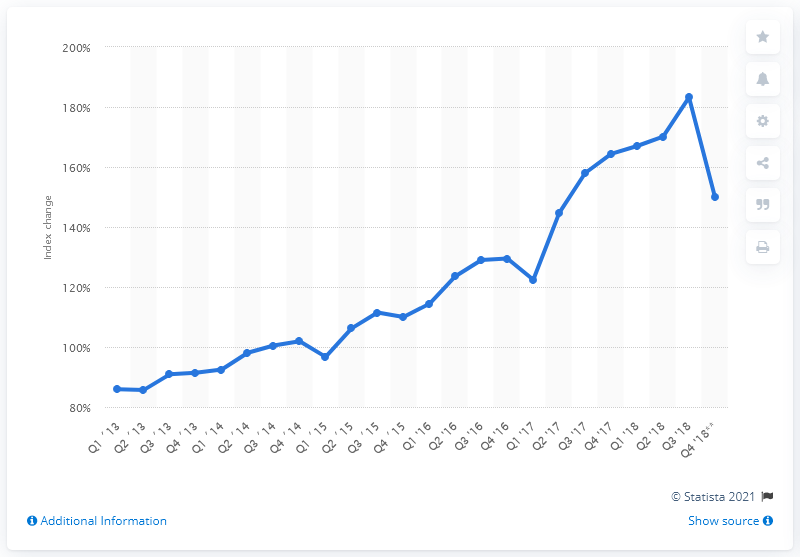 200%
180%
160%
140%
120%
100%
80%
Index change
Q1 '13
Q2 '13
Q3 '13
Q4 '13
Q1 '14
Q2 '14
Q3 '14
Q4 '14
Q1 '15
Q2 '15
Q3 '15
Q4 '15
Q1 '16
Q2 '16
Q3 '16
Q4 '16
Q1 '17
Q2 '17
Q3 '17
Q4 '17
Q1 '18
Q2 '18
Q3 '18
Q4 '18**
© Statista 2021
Additional Information
Show source